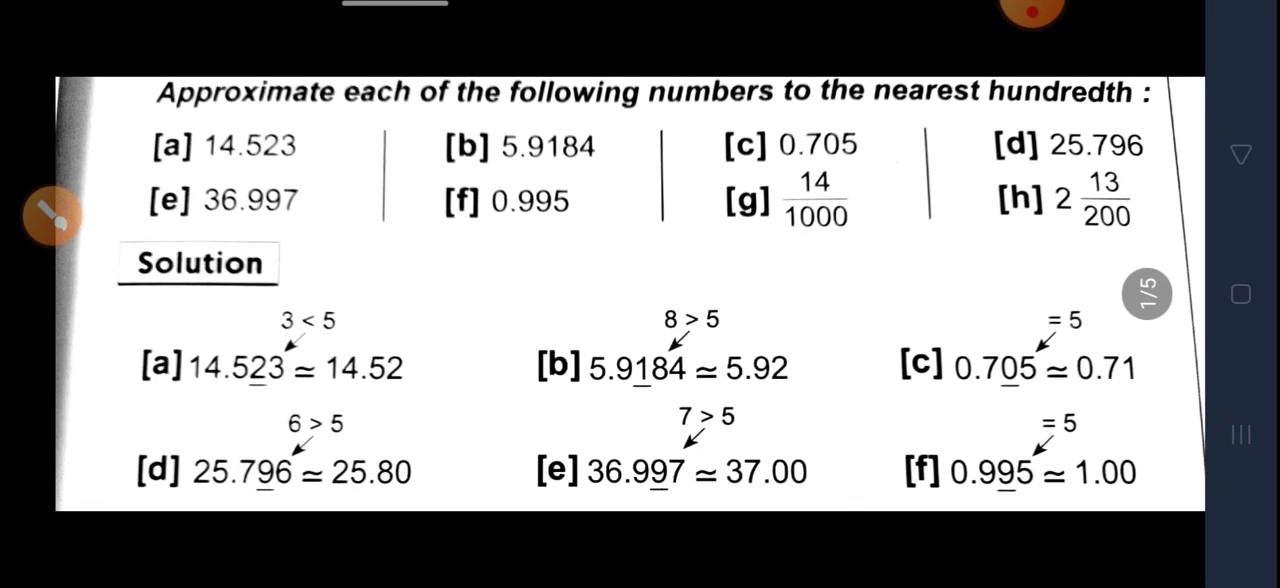 Approximate each of the following numbers to the nearest hundredth :
[a] 14.523 [b] 5.9184 [c] 0.705 [d] 25.796
[e] 36.997 [f] 0.995 [g] 14/1000 [h] 2 13/200
Solution
1/5
3 < 5 8 > 5 = 5
[a] 14.523 ≃ 14.52 [b] 5.9184 ≃ 5.92 [c] 0.705 ≃ 0.71
6 > 5 7 > 5 = 5
[d] 25.796 ≃ 25.80 [e] 36.997 ≃ 37.00 [f] 0.995 ≃ 1.00